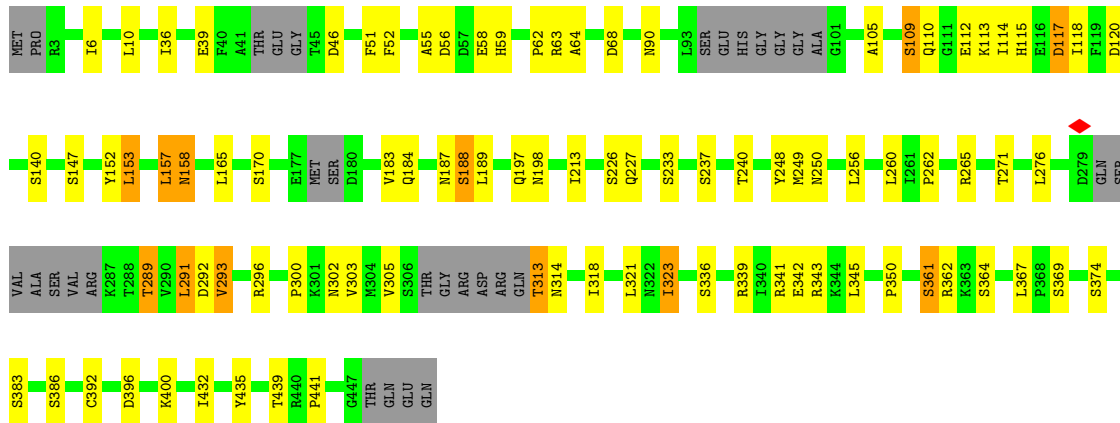 MET PRO R3 I6 L10 I36 E39 F40 A41 THR GLU GLY T45 D46 F51 F52 A55 D56 D57 E58 H59 P62 R63 A64 D68 N90 L93 SER GLU HIS GLY GLY GLY ALA G101 A105 S109 Q110 G111 E112 K113 I114 H115 E116 D117 I118 F119 D120
S140 S147 Y152 L153 L157 N158 L165 S170 E177 MET SER D180 V183 Q184 N187 S188 L189 Q197 N198 I213 S226 Q227 S233 S237 T240 Y248 M249 N250 L256 L260 I261 P262 R265 T271 L276 D279 GLN SER
VAL ALA SER VAL ARG K287 T288 T289 V290 L291 D292 V293 R296 P300 K301 N302 V303 M304 V305 S306 THR GLY ARG ASP ARG GLN T313 N314 I318 L321 N322 I323 S336 R339 I340 R341 E342 R343 K344 L345 P350 S361 R362 K363 S364 L367 P368 S369 S374
S383 S386 C392 D396 K400 I432 Y435 T439 R440 P441 G447 THR GLN GLU GLN